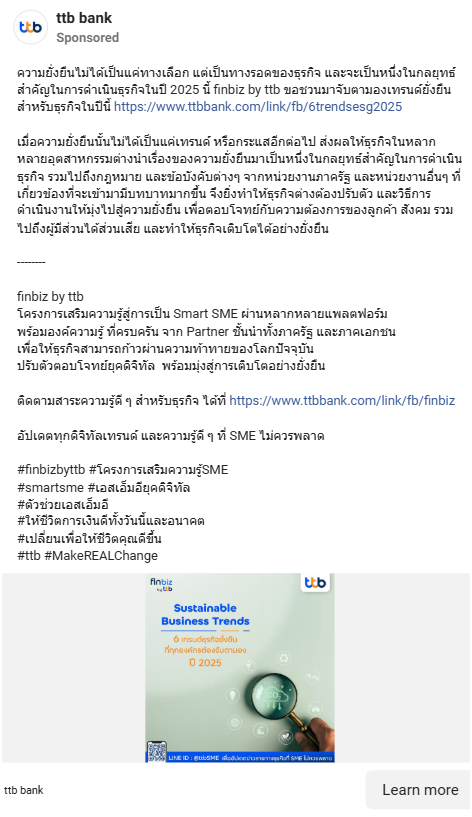 ttb
ttb bank
Sponsored
ความยั่งยืนไม่ได้เป็นแค่ทางเลือก แต่เป็นทางรอดของธุรกิจ และจะเป็นหนึ่งในกลยุทธ์
สำคัญในการดำเนินธุรกิจในปี 2025 นี้ finbiz by ttb ขอชวนมาจับตามองเทรนด์ยั่งยืน
สำหรับธุรกิจในปีนี้ https://www.ttbbank.com/link/fb/6trendsesg2025
เมื่อความยั่งยืนนั้นไม่ได้เป็นแค่เทรนด์ หรือกระแสอีกต่อไป ส่งผลให้ธุรกิจในหลาก
หลายอุตสาหกรรมต่างนำเรื่องของความยั่งยืนมาเป็นหนึ่งในกลยุทธ์สำคัญในการดำเนิน
ธุรกิจ รวมไปถึงกฎหมาย และข้อบังคับต่างๆ จากหน่วยงานภาครัฐ และหน่วยงานอื่นๆ ที่
เกี่ยวข้องที่จะเข้ามามีบทบาทมากขึ้น จึงยิ่งทำให้ธุรกิจต่างต้องปรับตัว และวิธีการ
ดำเนินงานให้มุ่งไปสู่ความยั่งยืน เพื่อตอบโจทย์กับความต้องการของลูกค้า สังคม รวม
ไปถึงผู้มีส่วนได้ส่วนเสีย และทำให้ธุรกิจเติบโตได้อย่างยั่งยืน
--------
finbiz by ttb
โครงการเสริมความรู้สู่การเป็น Smart SME ผ่านหลากหลายแพลตฟอร์ม
พร้อมองค์ความรู้ ที่ครบครัน จาก Partner ชั้นนำทั้งภาครัฐ และภาคเอกชน
เพื่อให้ธุรกิจสามารถก้าวผ่านความท้าทายของโลกปัจจุบัน
ปรับตัวตอบโจทย์ยุคดิจิทัล พร้อมมุ่งสู่การเติบโตอย่างยั่งยืน
ติดตามสาระความรู้ดี ๆ สำหรับธุรกิจ ได้ที่ https://www.ttbbank.com/link/fb/finbiz
อัปเดตทุกดิจิทัลเทรนด์ และความรู้ดี ๆ ที่ SME ไม่ควรพลาด
#finbizbyttb #โครงการเสริมความรู้SME
#smartsme #เอสเอ็มอียุคดิจิทัล
#ตัวช่วยเอสเอ็มอี
#ให้ชีวิตการเงินดีทั้งวันนี้และอนาคต
#เปลี่ยนเพื่อให้ชีวิตคุณดีขึ้น
#ttb #MakeREALChange
finbiz
by ttb
ttb
Sustainable
Business Trends
6 เทรนด์ธุรกิจยั่งยืน
ที่ทุกองค์กรต้องจับตามอง
ปี 2025
CO2
LINE ID : @ttbSME เพื่ออัปเดตข่าวสารทางธุรกิจที่ SME ไม่ควรพลาด
ttb bank
Learn more